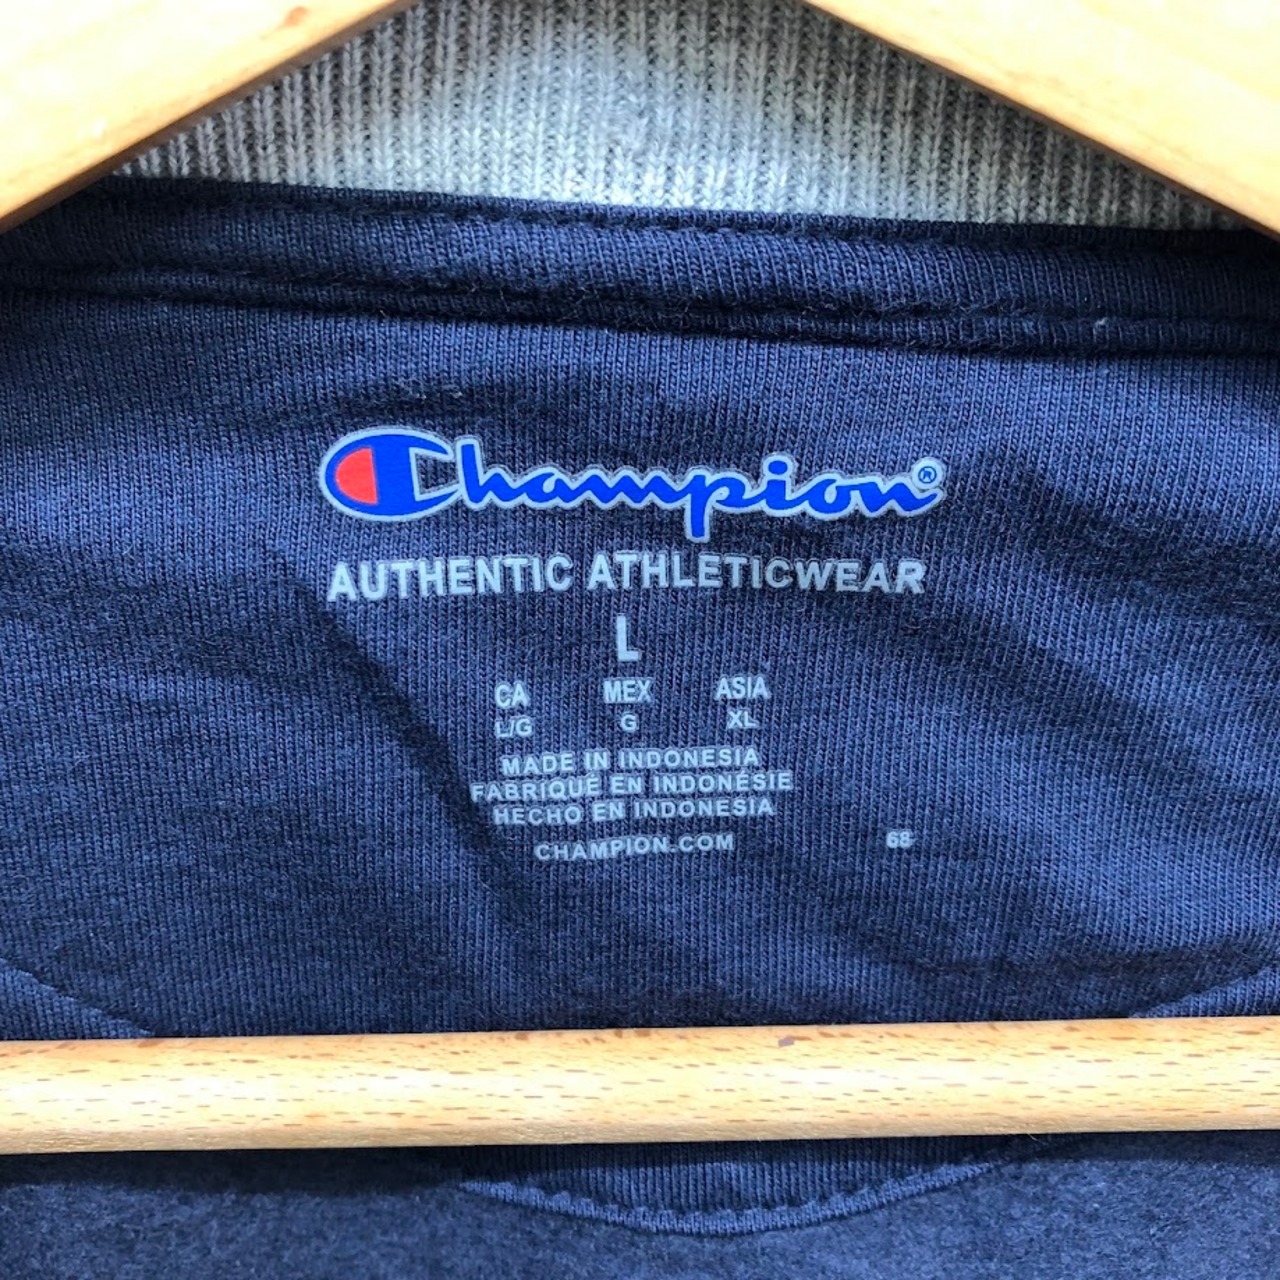 Champion®
AUTHENTIC ATHLETICWEAR
L
CA MEX ASIA
L/G G XL
MADE IN INDONESIA
FABRIQUÉ EN INDONÉSIE
HECHO EN INDONESIA
CHAMPION.COM 68